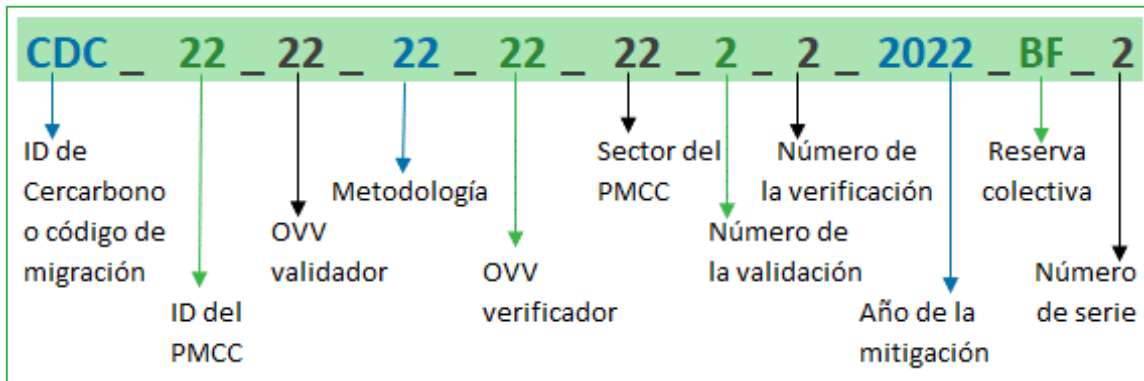 CDC _ 22 _ 22 _ 22 _ 22 _ 22 _ 2 _ 2 _ 2022 _ BF _ 2
ID de
Cercarbono
o código de
migración
ID del
PMCC
OVV
validador
Metodología
OVV
verificador
Sector del
PMCC
Número de
la validación
Número de
la verificación
Año de la
mitigación
Reserva
colectiva
Número
de serie